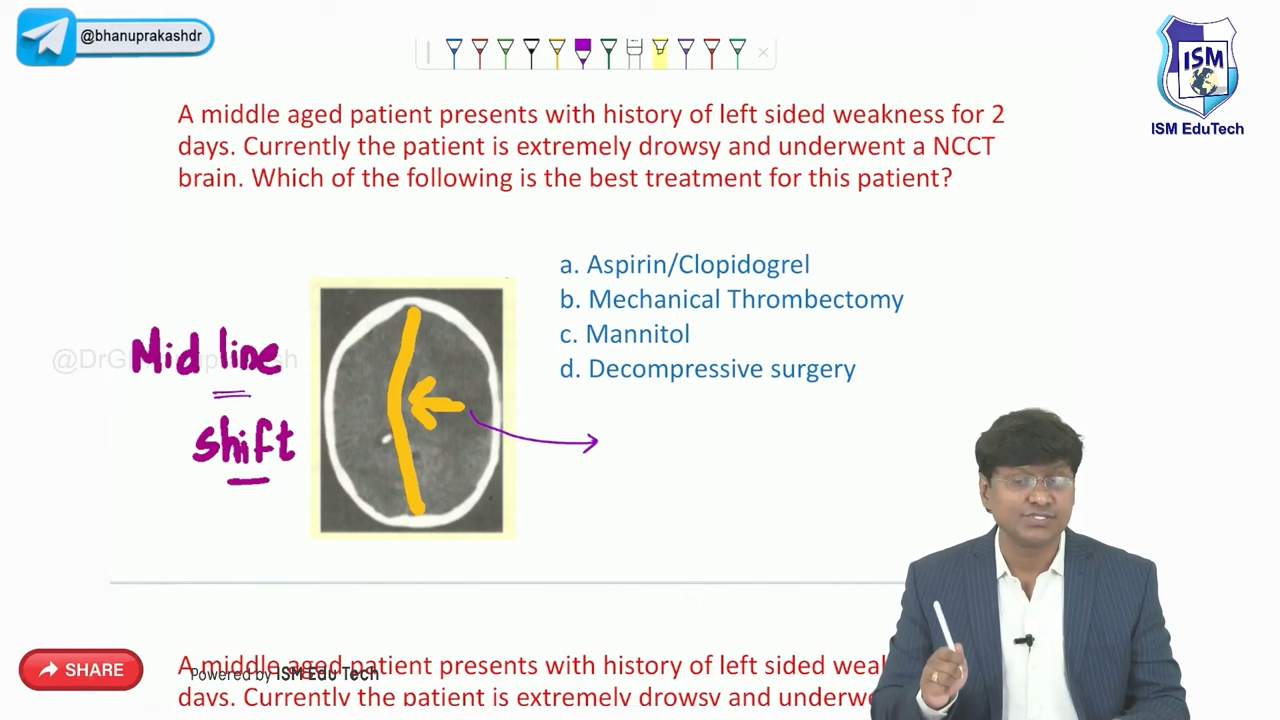 @bhanuprakashdr
ISM
ISM EduTech
A middle aged patient presents with history of left sided weakness for 2
days. Currently the patient is extremely drowsy and underwent a NCCT
brain. Which of the following is the best treatment for this patient?
a. Aspirin/Clopidogrel
b. Mechanical Thrombectomy
c. Mannitol
d. Decompressive surgery
Mid line
shift
SHARE
Powered by ISM Edu Tech
A middle aged patient presents with history of left sided
days. Currently the patient is extremely drowsy and